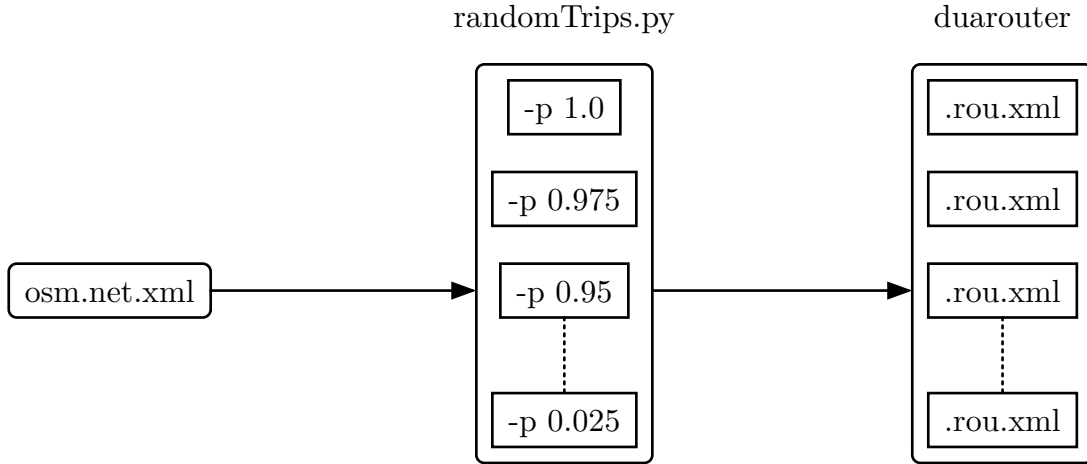 randomTrips.py
duarouter
-p 1.0
.rou.xml
-p 0.975
.rou.xml
osm.net.xml
-p 0.95
.rou.xml
-p 0.025
.rou.xml